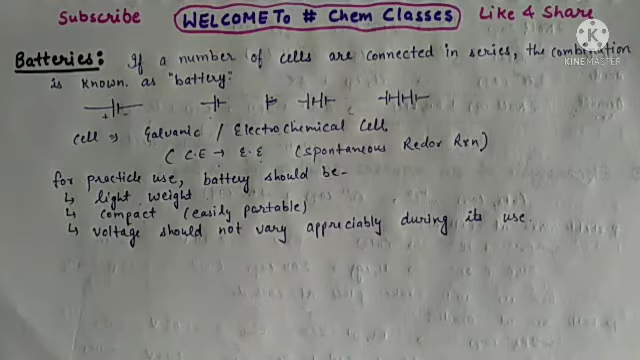 Subscribe WELCOME To # Chem Classes Like & Share
Batteries: If a number of cells are connected in series, the combination
is known as "battery".
+ -
Cell ⇒ Galvanic / Electrochemical Cell.
( C.E → E.E (Spontaneous Redox Rxn)
for practicle use, battery should be-
↳ light weight
↳ compact (easily partable)
↳ voltage should not vary appreciably during its use.
K
KINEMASTER